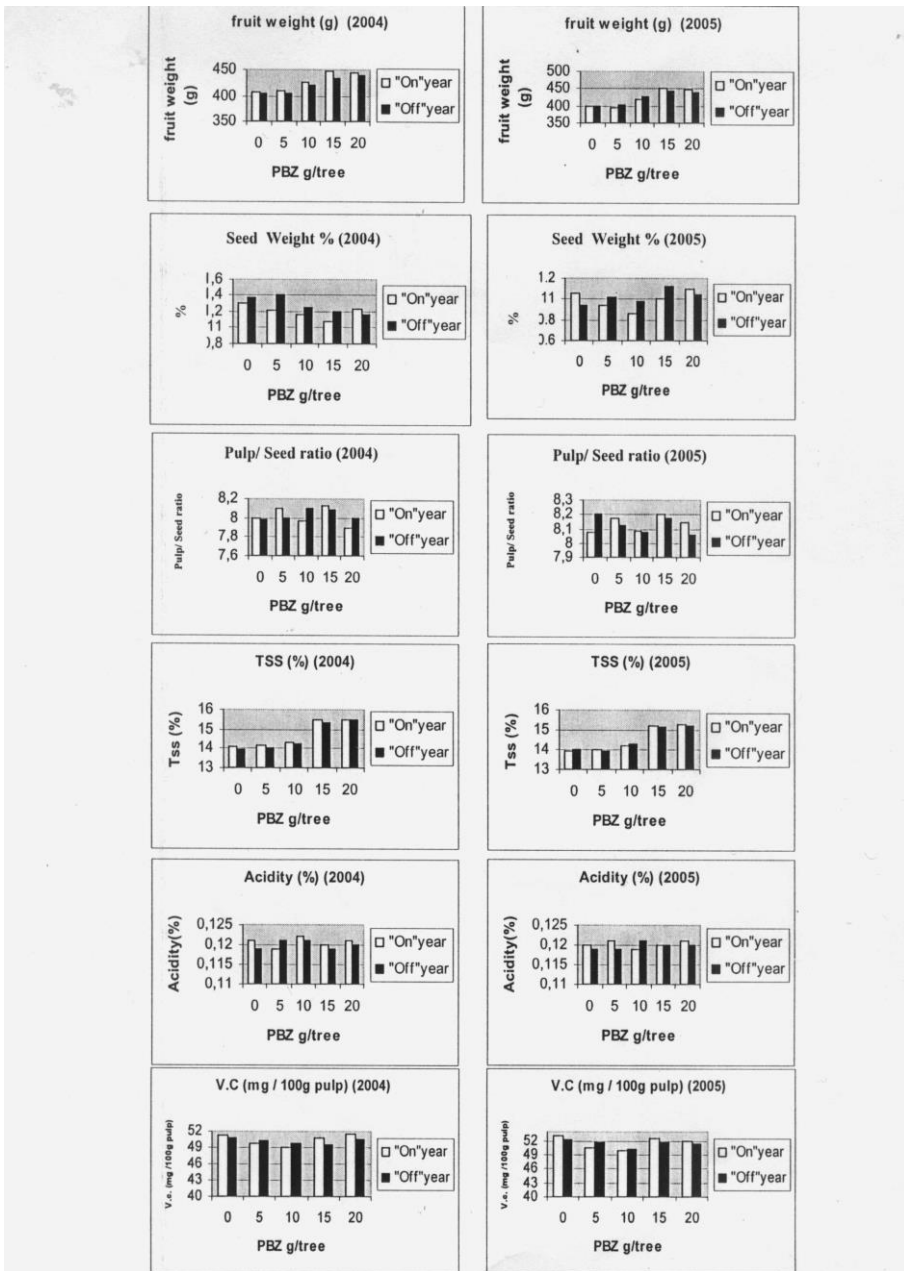 fruit weight (g) (2004)
fruit weight (g)
450
400
350
0 5 10 15 20
PBZ g/tree
"On"year
"Off"year
fruit weight (g) (2005)
fruit weight (g)
500
450
400
350
0 5 10 15 20
PBZ g/tree
"On"year
"Off"year
Seed Weight % (2004)
%
1,6
1,4
1,2
11
0,8
0 5 10 15 20
PBZ g/tree
"On"year
"Off"year
Seed Weight % (2005)
%
1.2
11
0.8
0.6
0 5 10 15 20
PBZ g/tree
"On"year
"Off"year
Pulp/ Seed ratio (2004)
Pulp/ Seed ratio
8,2
8
7,8
7,6
0 5 10 15 20
PBZ g/tree
"On"year
"Off"year
Pulp/ Seed ratio (2005)
Pulp/ Seed ratio
8,3
8,2
8,1
8
7,9
0 5 10 15 20
PBZ g/tree
"On"year
"Off"year
TSS (%) (2004)
Tss (%)
16
15
14
13
0 5 10 15 20
PBZ g/tree
"On"year
"Off"year
TSS (%) (2005)
Tss (%)
16
15
14
13
0 5 10 15 20
PBZ g/tree
"On"year
"Off"year
Acidity (%) (2004)
Acidity(%)
0,125
0,12
0,115
0,11
0 5 10 15 20
PBZ g/tree
"On"year
"Off"year
Acidity (%) (2005)
Acidity(%)
0,125
0,12
0,115
0,11
0 5 10 15 20
PBZ g/tree
"On"year
"Off"year
V.C (mg / 100g pulp) (2004)
V.c. (mg /100g pulp)
52
49
46
43
40
0 5 10 15 20
PBZ g/tree
"On"year
"Off"year
V.C (mg / 100g pulp) (2005)
V.c. (mg /100g pulp)
52
49
46
43
40
0 5 10 15 20
PBZ g/tree
"On"year
"Off"year